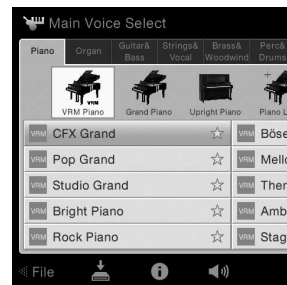 Main Voice Select
Piano Organ Guitar& Bass Strings& Vocal Brass& Woodwind Perc& Drums
VRM Piano Grand Piano Upright Piano Piano L
VRM CFX Grand VRM Böse
VRM Pop Grand VRM Mello
VRM Studio Grand VRM Ther
VRM Bright Piano VRM Amb
VRM Rock Piano VRM Stag
File